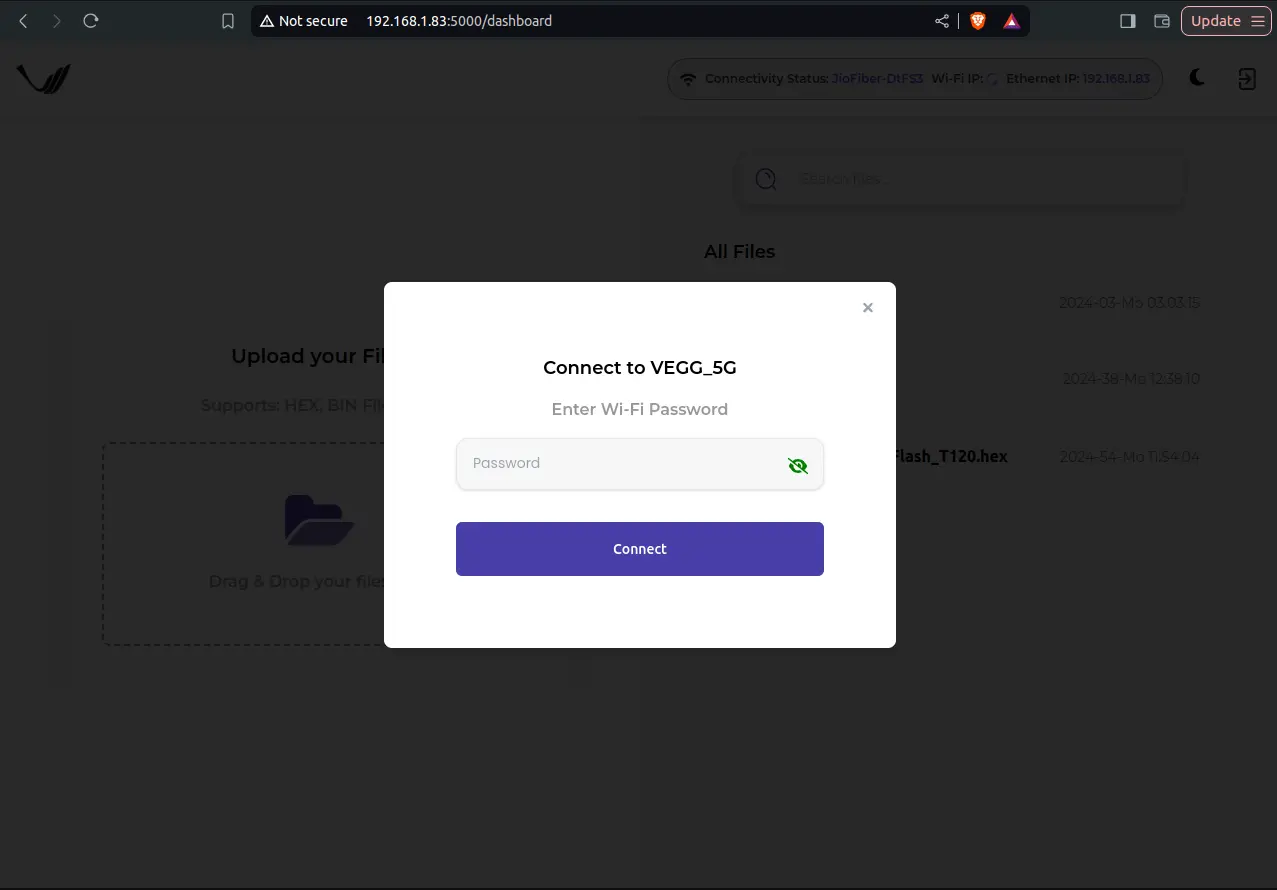 Not secure 192.168.1.83:5000/dashboard
Update
Connectivity Status: JioFiber-DtFS3 Wi-Fi IP: Ethernet IP: 192.168.1.83
Search files...
All Files
2024-03-Mo 03:03:15
Upload your Fil
Supports: HEX, BIN File
2024-38-Mo 12:38:10
Flash_T120.hex
2024-54-Mo 11:54:04
Drag & Drop your files
Connect to VEGG_5G
Enter Wi-Fi Password
Password
Connect